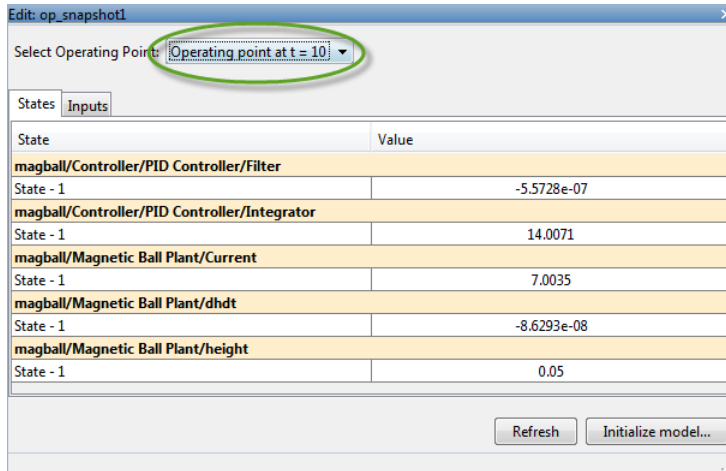 Edit: op_snapshot1
Select Operating Point: Operating point at t = 10
States Inputs
State Value
magball/Controller/PID Controller/Filter
State - 1 -5.5728e-07
magball/Controller/PID Controller/Integrator
State - 1 14.0071
magball/Magnetic Ball Plant/Current
State - 1 7.0035
magball/Magnetic Ball Plant/dhdt
State - 1 -8.6293e-08
magball/Magnetic Ball Plant/height
State - 1 0.05
Refresh Initialize model...